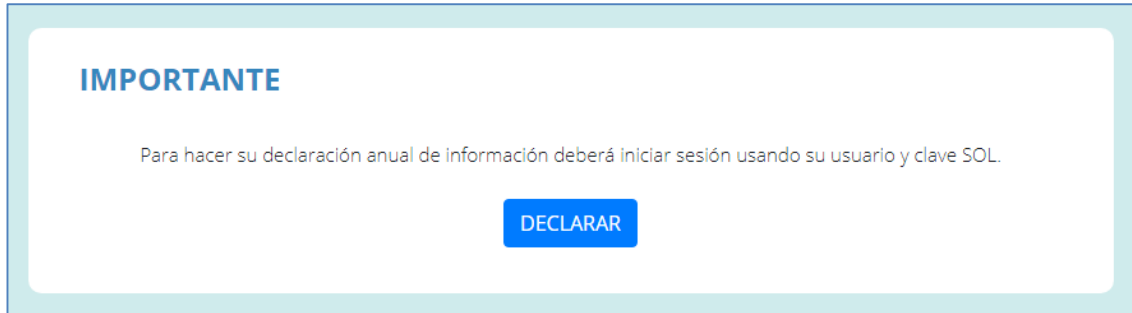 IMPORTANTE
Para hacer su declaración anual de información deberá iniciar sesión usando su usuario y clave SOL.
DECLARAR